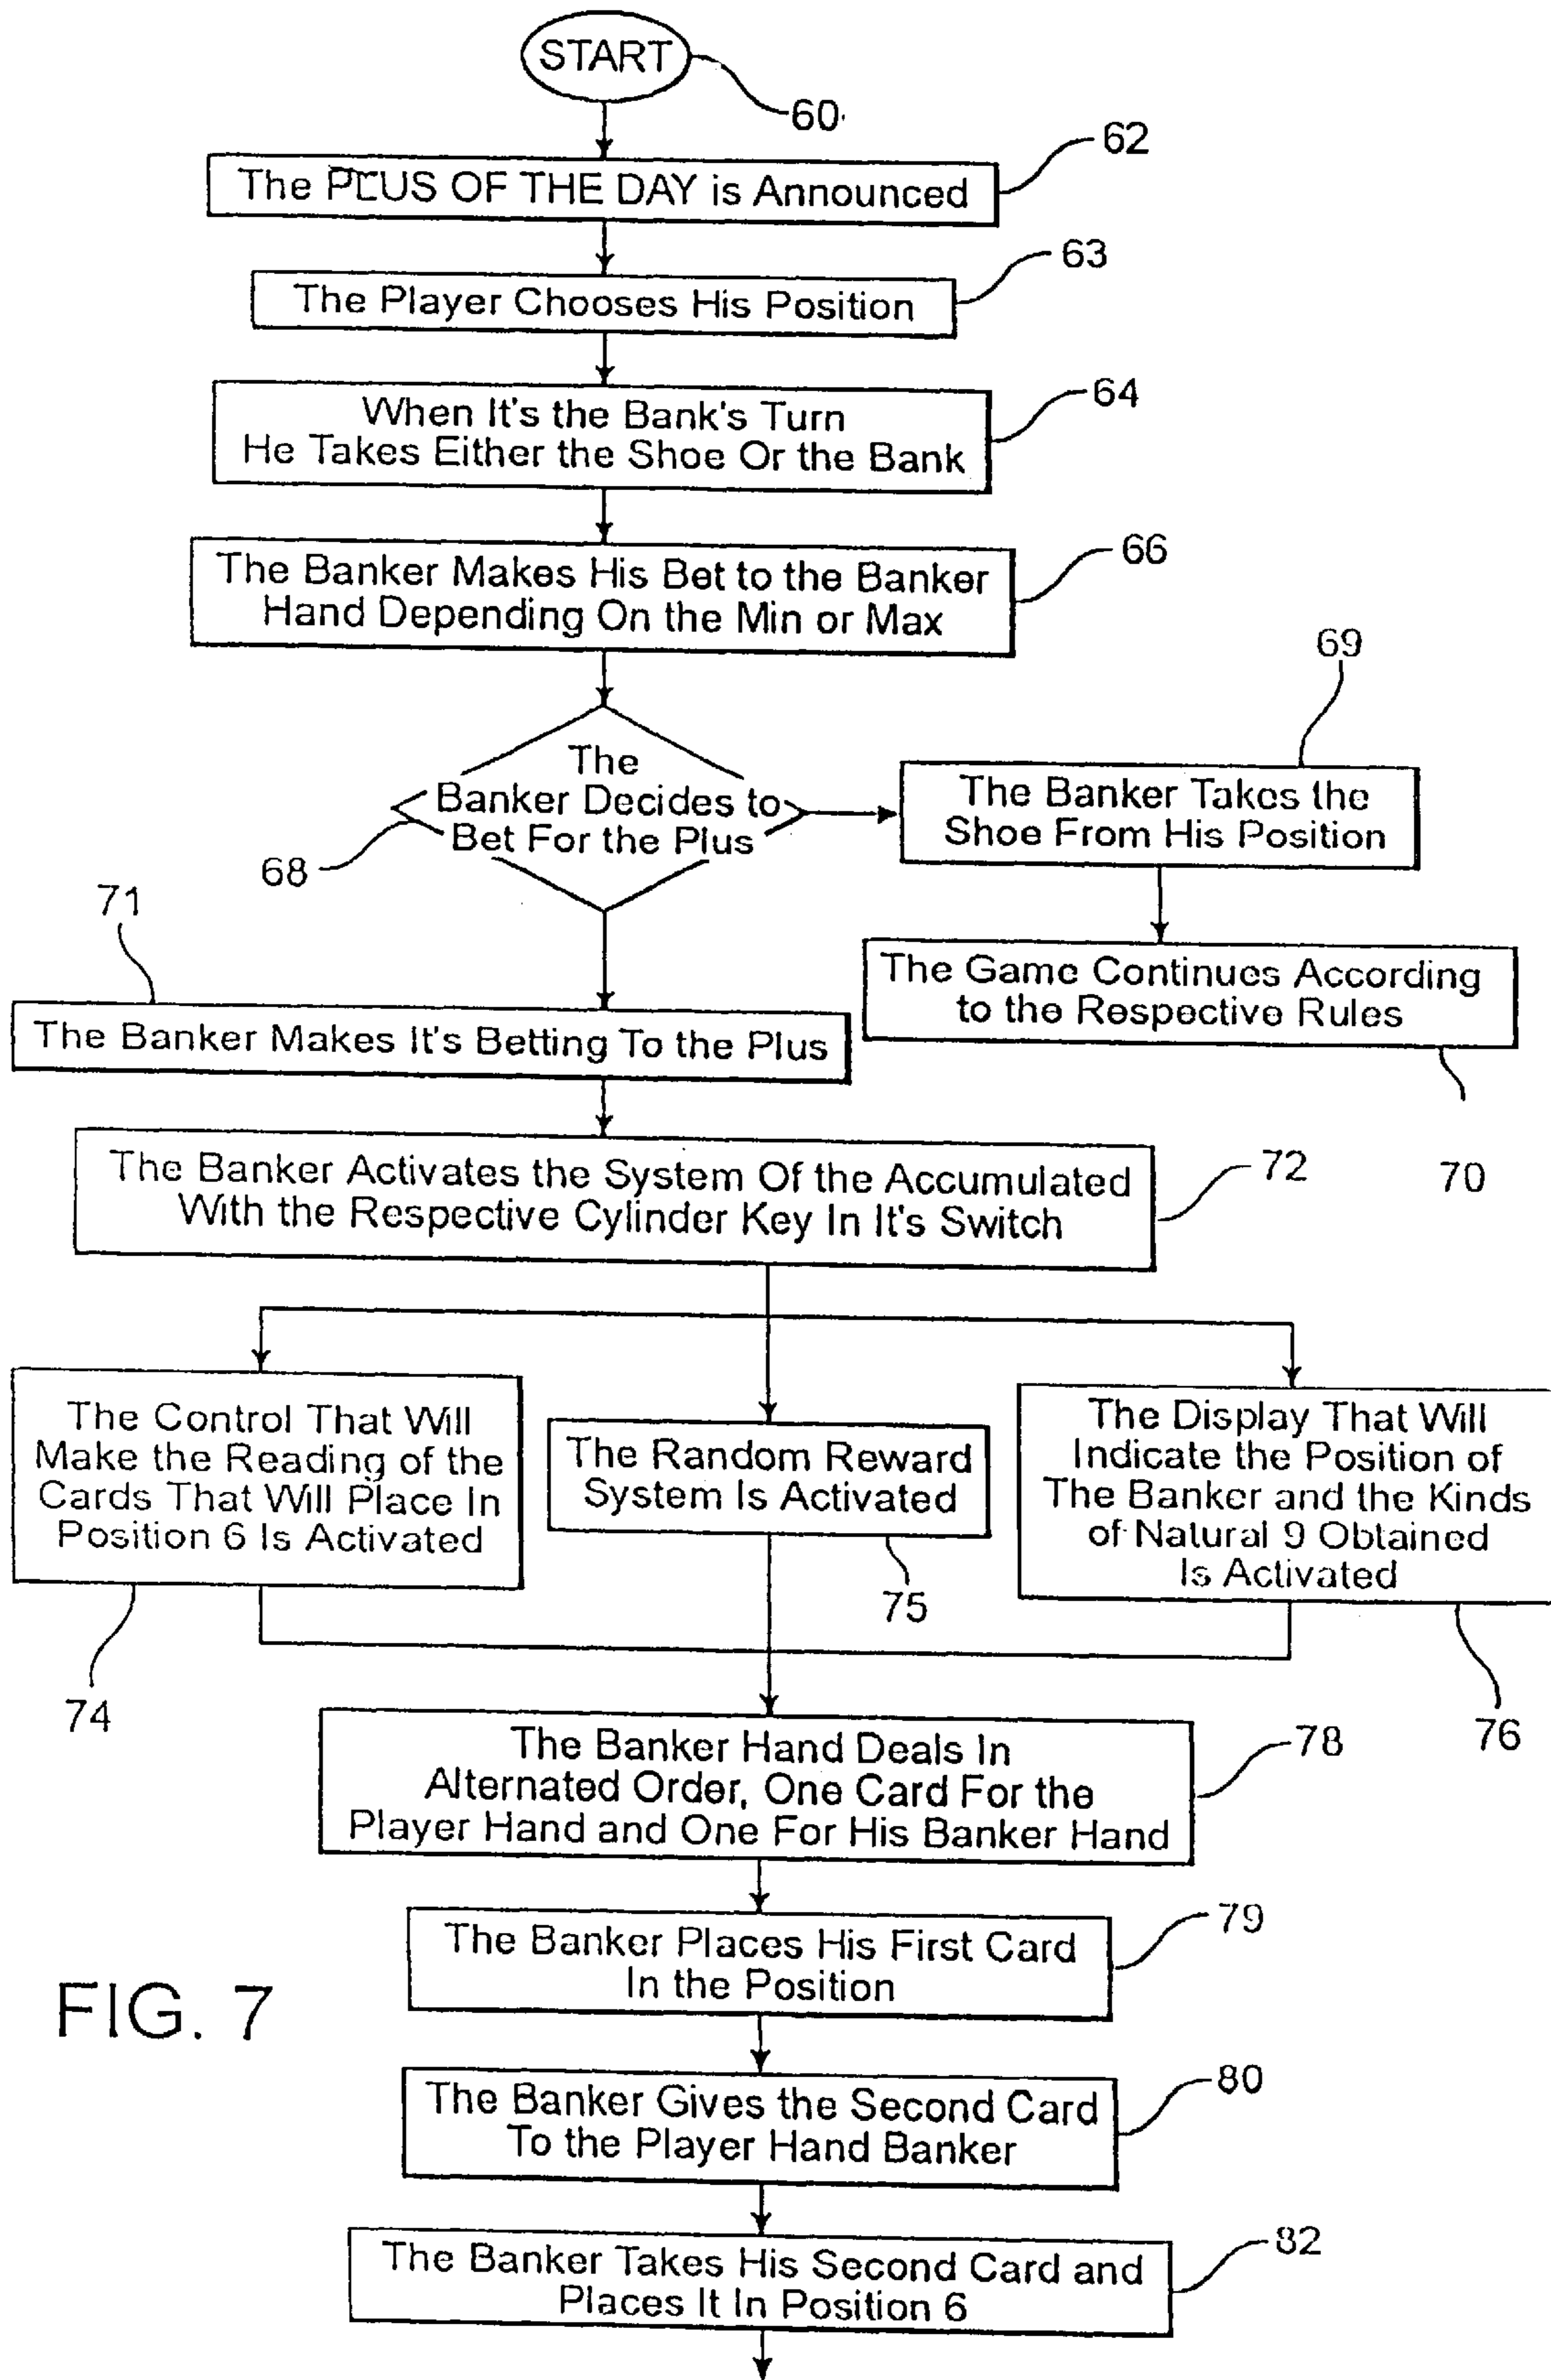 START
60
62
The PLUS OF THE DAY is Announced
63
The Player Chooses His Position
64
When It's the Bank's Turn
He Takes Either the Shoe Or the Bank
66
The Banker Makes His Bet to the Banker
Hand Depending On the Min or Max
69
The
Banker Decides to
Bet For the Plus
68
The Banker Takes the
Shoe From His Position
71
The Game Continues According
to the Respective Rules
The Banker Makes It's Betting To the Plus
70
The Banker Activates the System Of the Accumulated
With the Respective Cylinder Key In It's Switch
72
The Control That Will
Make the Reading of the
Cards That Will Place In
Position 6 Is Activated
74
The Random Reward
System Is Activated
75
The Display That Will
Indicate the Position of
The Banker and the Kinds
of Natural 9 Obtained
Is Activated
76
The Banker Hand Deals In
Alternated Order, One Card For the
Player Hand and One For His Banker Hand
78
The Banker Places His First Card
In the Position
79
FIG. 7
The Banker Gives the Second Card
To the Player Hand Banker
80
The Banker Takes His Second Card and
Places It In Position 6
82